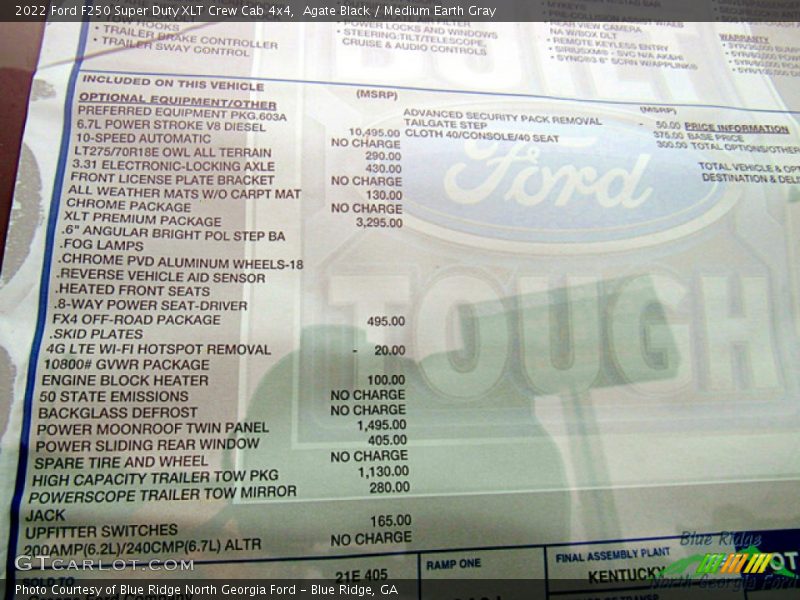 2022 Ford F250 Super Duty XLT Crew Cab 4x4, Agate Black / Medium Earth Gray
TOW HOOKS
• TRAILER BRAKE CONTROLLER
• TRAILER SWAY CONTROL
POWER LOCKS AND WINDOWS
• STEERING:TILT/TELESCOPE,
CRUISE & AUDIO CONTROLS
REAR VIEW CAMERA
NA W/BOX DLT
• REMOTE KEYLESS ENTRY
WARRANTY
INCLUDED ON THIS VEHICLE
(MSRP)
(MSRP)
OPTIONAL EQUIPMENT/OTHER
PREFERRED EQUIPMENT PKG.603A
6.7L POWER STROKE V8 DIESEL 10,495.00
10-SPEED AUTOMATIC NO CHARGE
LT275/70R18E OWL ALL TERRAIN 290.00
3.31 ELECTRONIC-LOCKING AXLE 430.00
FRONT LICENSE PLATE BRACKET NO CHARGE
ALL WEATHER MATS W/O CARPT MAT 130.00
CHROME PACKAGE NO CHARGE
XLT PREMIUM PACKAGE 3,295.00
.6" ANGULAR BRIGHT POL STEP BA
.FOG LAMPS
.CHROME PVD ALUMINUM WHEELS-18
.REVERSE VEHICLE AID SENSOR
.HEATED FRONT SEATS
.8-WAY POWER SEAT-DRIVER
FX4 OFF-ROAD PACKAGE 495.00
.SKID PLATES
4G LTE WI-FI HOTSPOT REMOVAL - 20.00
10800# GVWR PACKAGE
ENGINE BLOCK HEATER 100.00
50 STATE EMISSIONS NO CHARGE
BACKGLASS DEFROST NO CHARGE
POWER MOONROOF TWIN PANEL 1,495.00
POWER SLIDING REAR WINDOW 405.00
SPARE TIRE AND WHEEL NO CHARGE
HIGH CAPACITY TRAILER TOW PKG 1,130.00
POWERSCOPE TRAILER TOW MIRROR 280.00
JACK
UPFITTER SWITCHES 165.00
200AMP(6.2L)/240CMP(6.7L) ALTR NO CHARGE
ADVANCED SECURITY PACK REMOVAL - 50.00
TAILGATE STEP 375.00
CLOTH 40/CONSOLE/40 SEAT 300.00
PRICE INFORMATION
BASE PRICE
TOTAL OPTIONS/OTHER
TOTAL VEHICLE & OPT
DESTINATION & DEL
Ford
TOUGH
GTCarLot.com
SOLD TO
21E 405
RAMP ONE
FINAL ASSEMBLY PLANT
KENTUCKY
Blue Ridge
North Georgia Ford
Photo Courtesy of Blue Ridge North Georgia Ford – Blue Ridge, GA